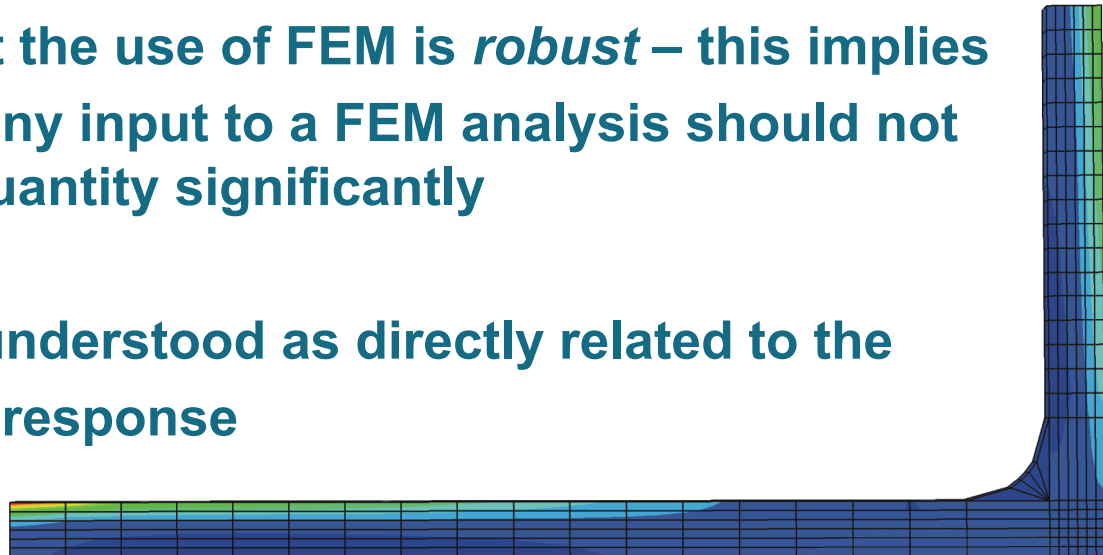 t the use of FEM is robust – this implies
ny input to a FEM analysis should not
uantity significantly
understood as directly related to the
response